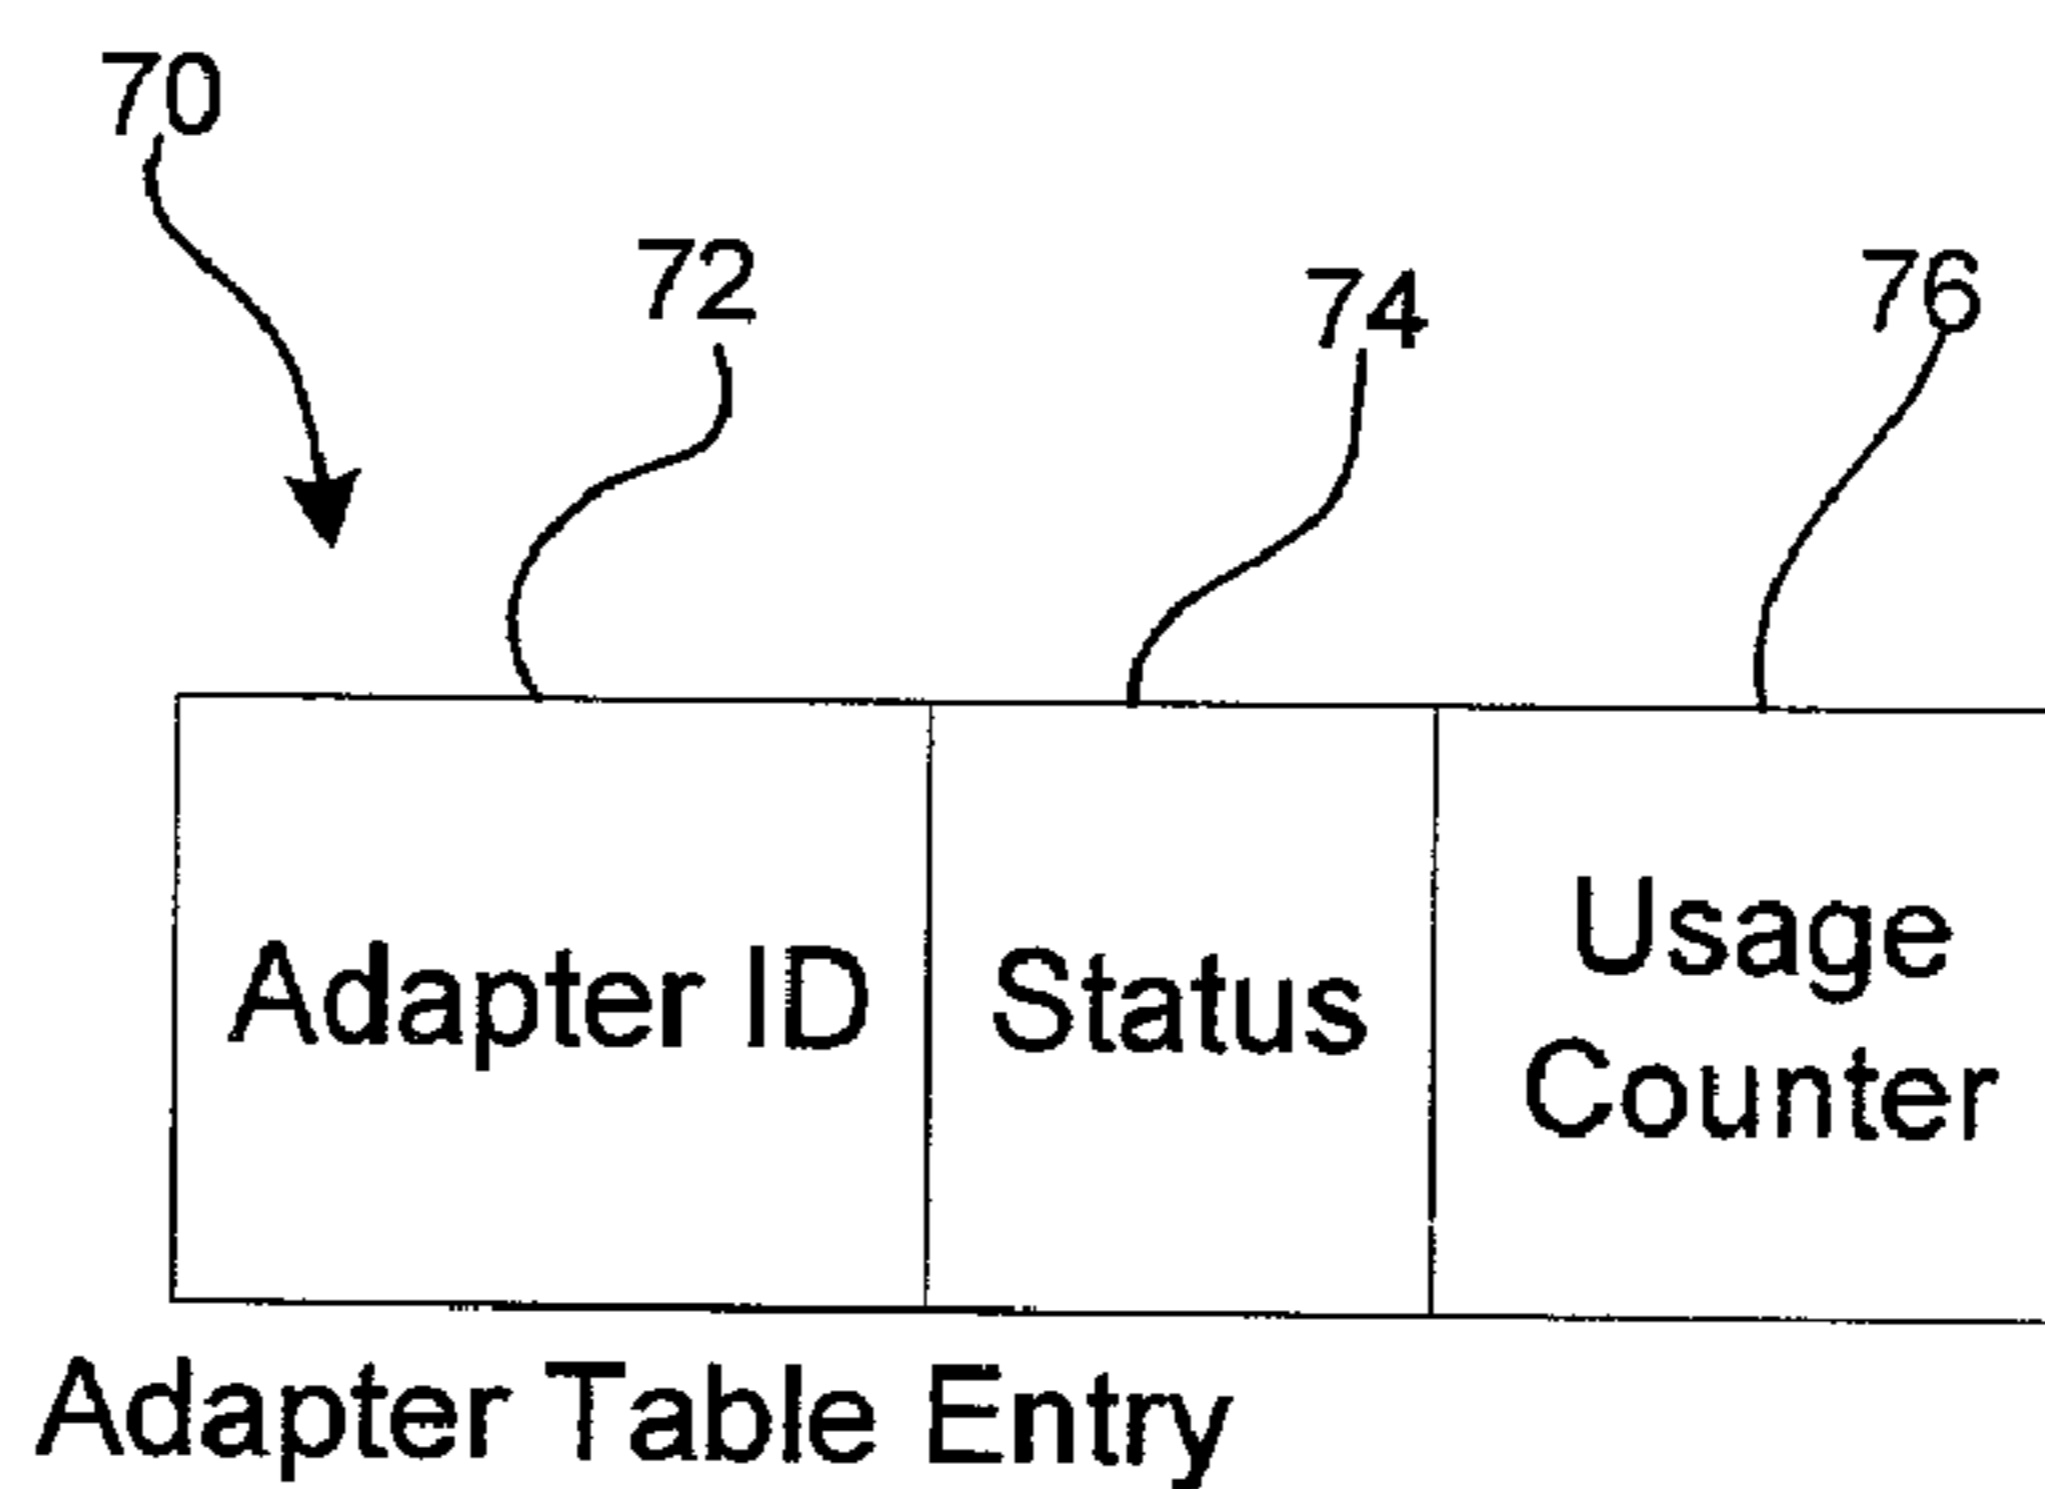 70
72
74
76
Adapter ID
Status
Usage
Counter
Adapter Table Entry